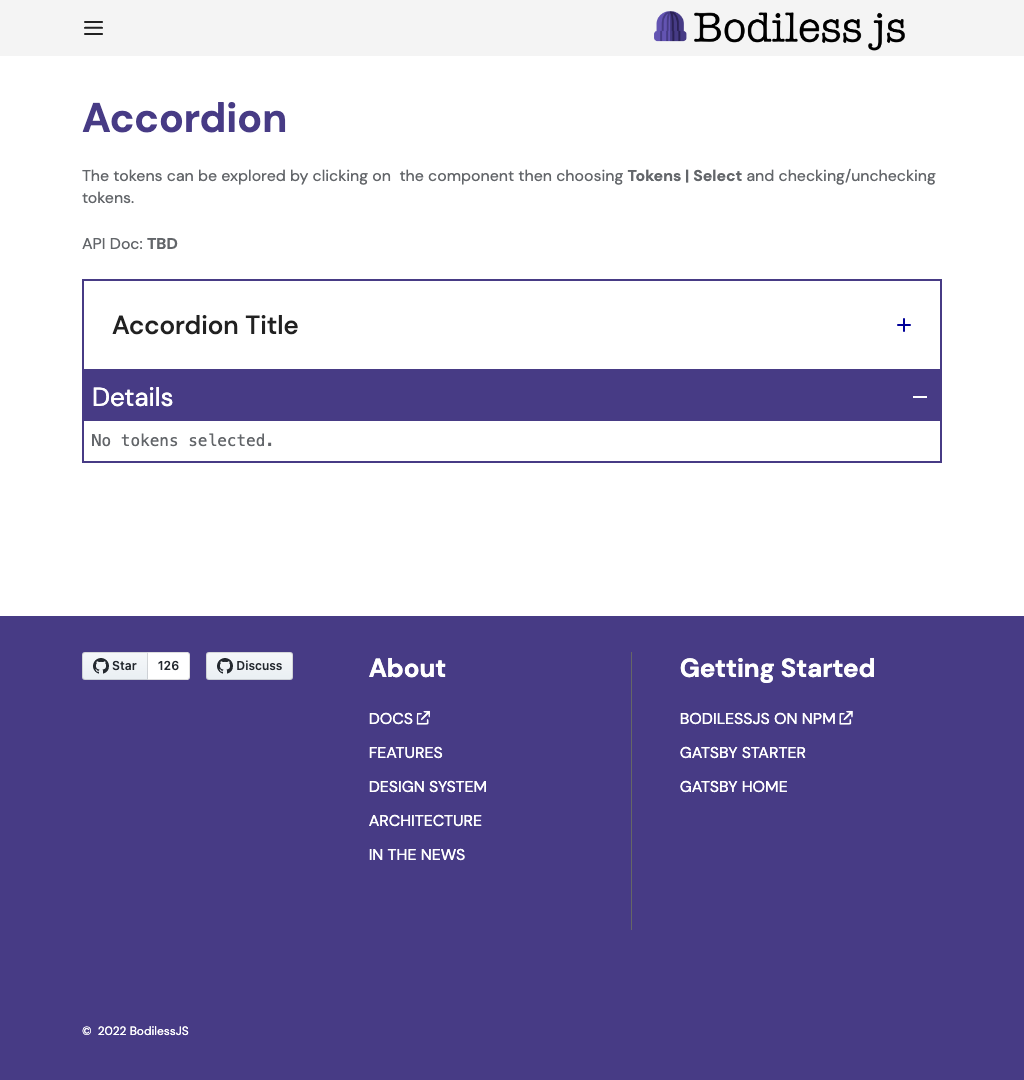 Bodiless js
Accordion
The tokens can be explored by clicking on  the component then choosing Tokens | Select and checking/unchecking
tokens.
API Doc: TBD
Accordion Title
Details
No tokens selected.
Star 126 Discuss
About
DOCS
FEATURES
DESIGN SYSTEM
ARCHITECTURE
IN THE NEWS
Getting Started
BODILESSJS ON NPM
GATSBY STARTER
GATSBY HOME
©  2022 BodilessJS